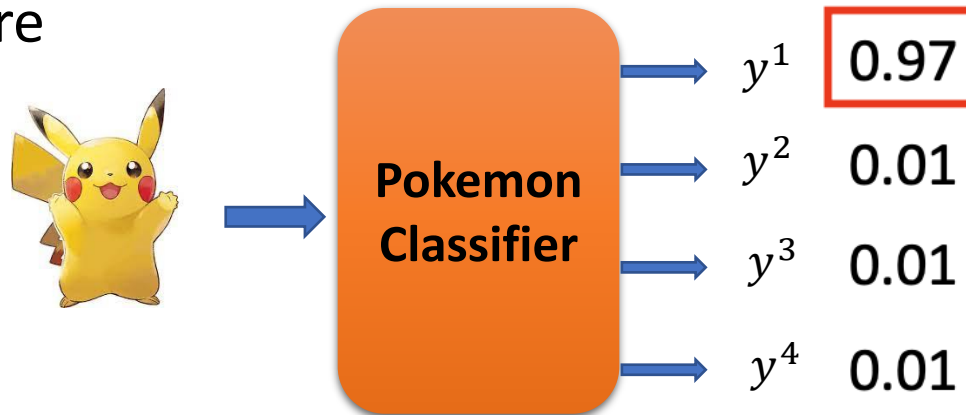 re
Pokemon
Classifier
y¹ 0.97
y² 0.01
y³ 0.01
y⁴ 0.01